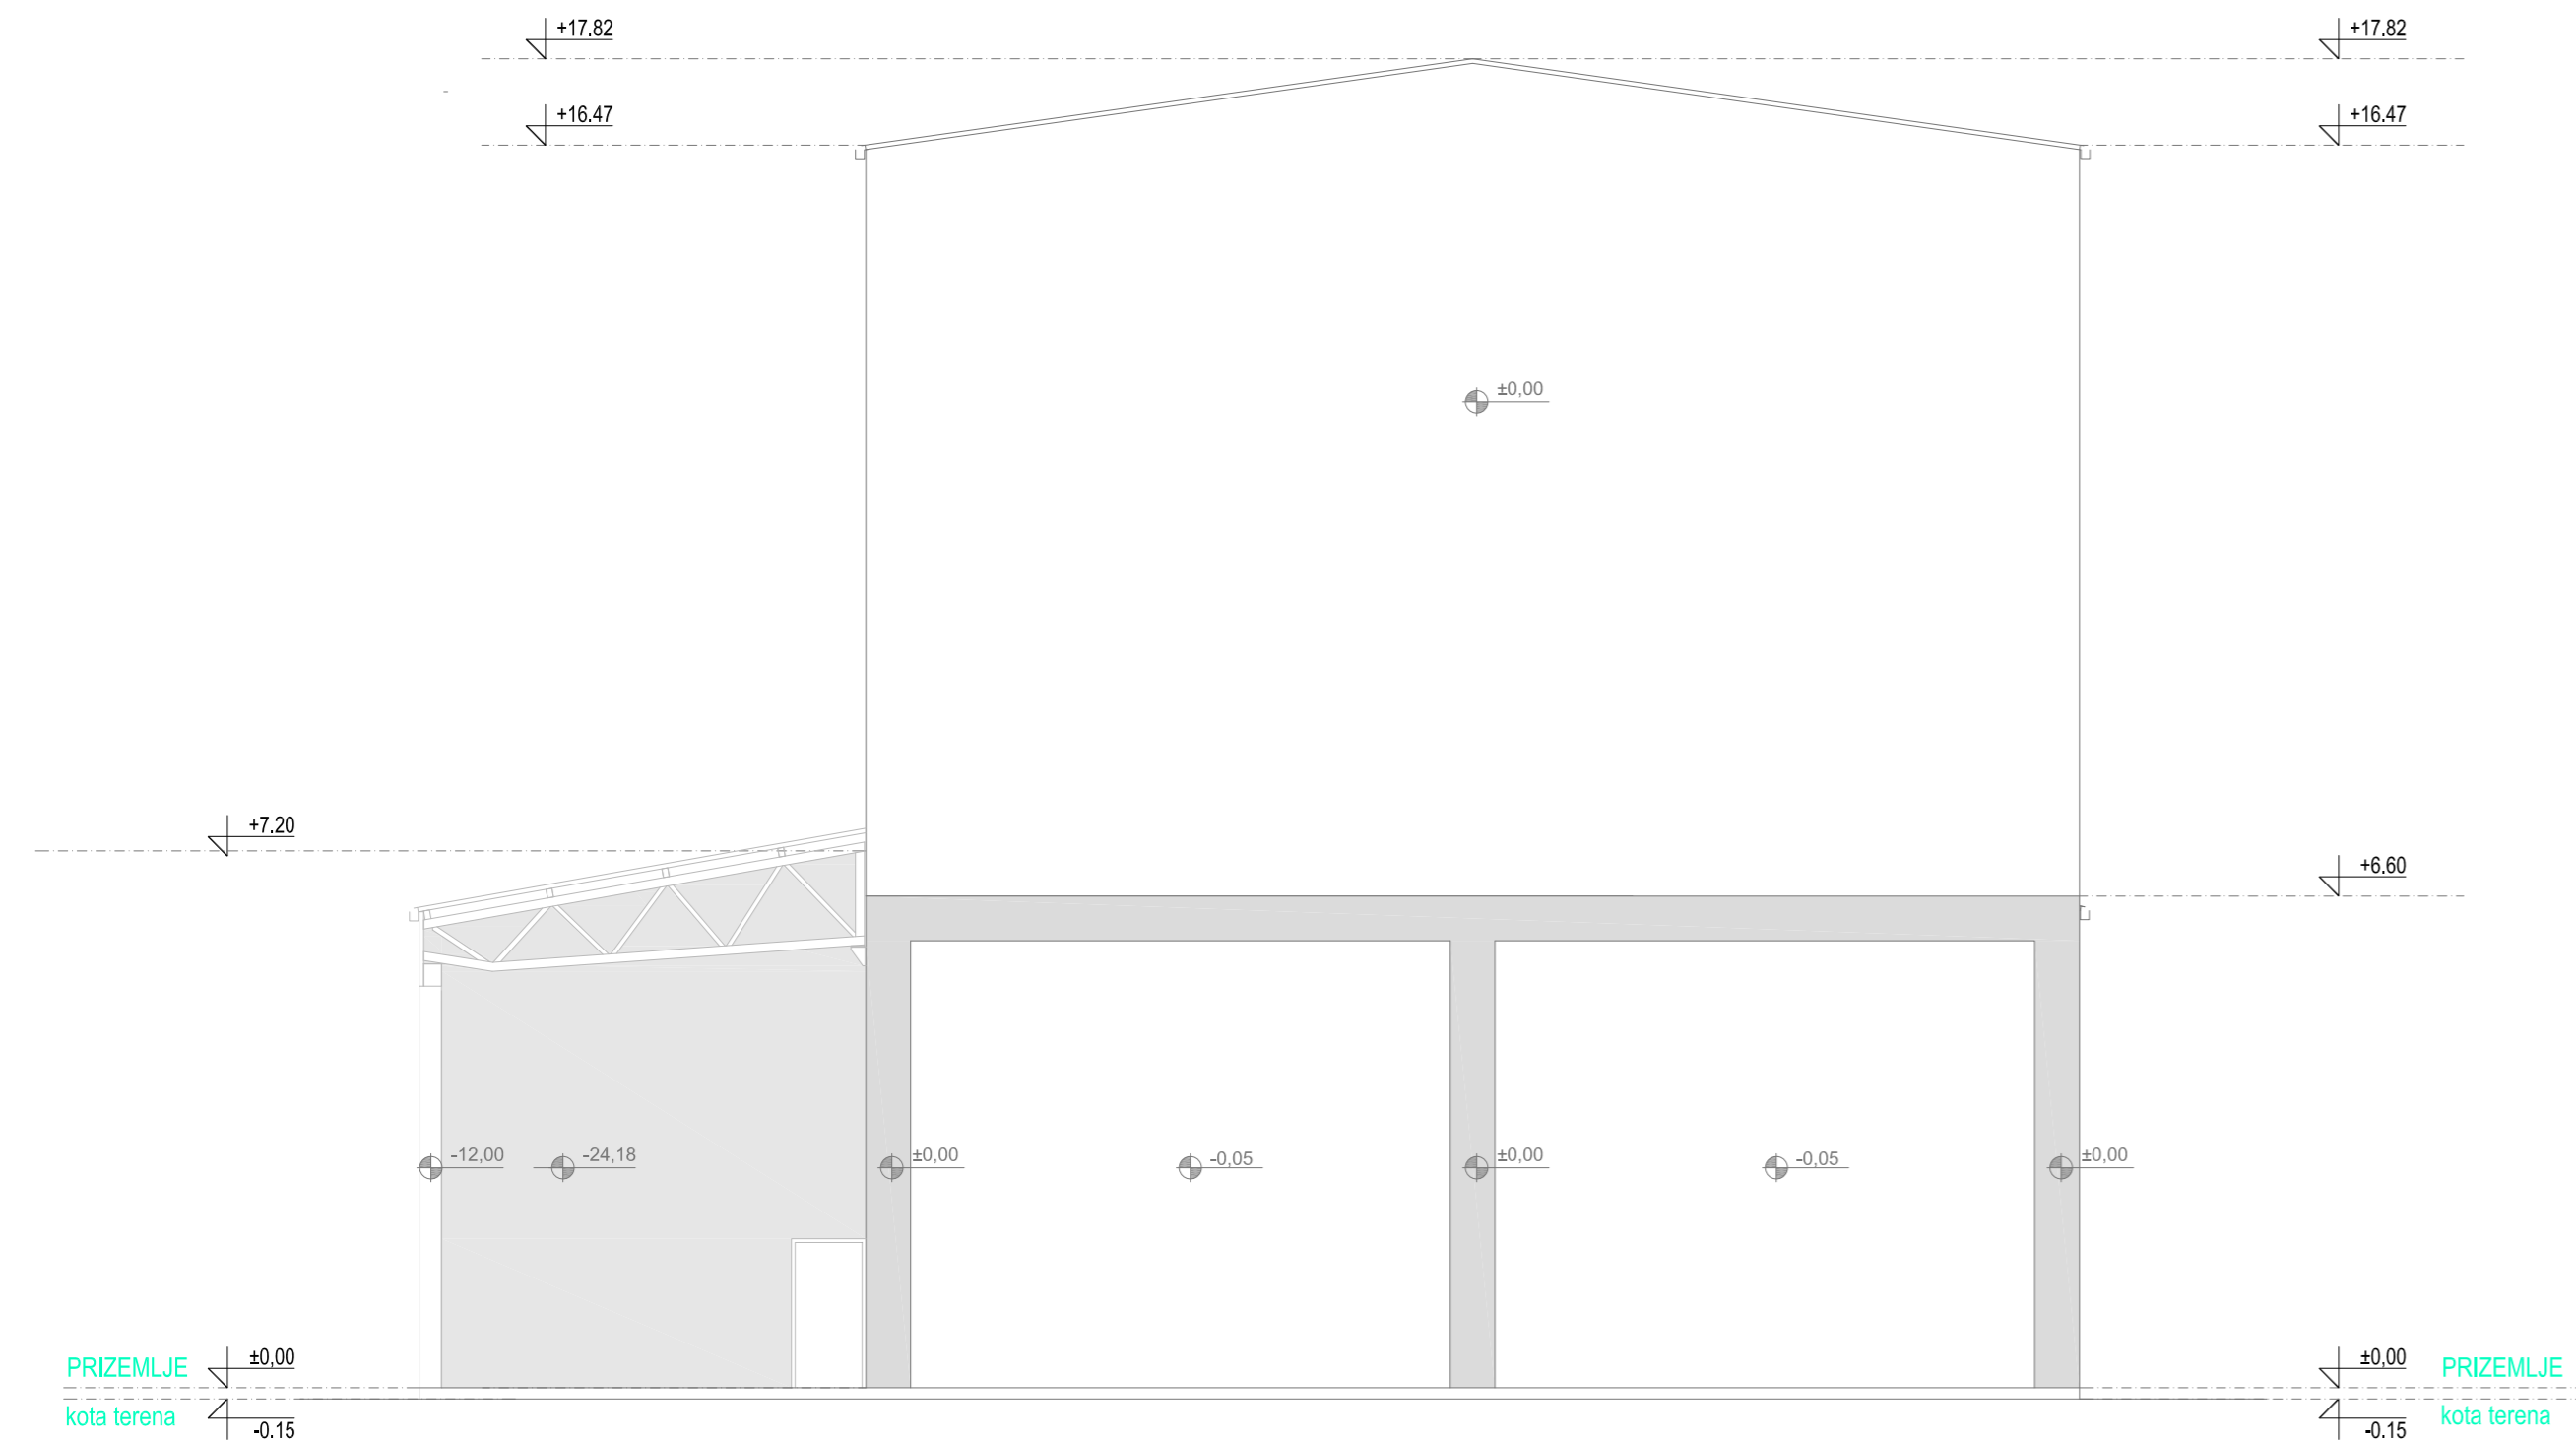 +17.82 +17.82
+16.47 +16.47
±0,00
+7.20
+6.60
-12,00 -24,18 ±0,00 -0,05 ±0,00 -0,05 ±0,00
PRIZEMLJE ±0,00 ±0,00 PRIZEMLJE
kota terena -0.15 -0.15 kota terena